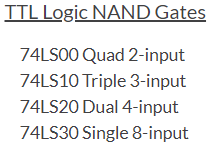 TTL Logic NAND Gates
74LS00 Quad 2-input
74LS10 Triple 3-input
74LS20 Dual 4-input
74LS30 Single 8-input